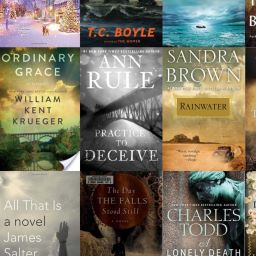 T.C. BOYLE
ORDINARY
GRACE
WILLIAM
KENT
KRUEGER
ANN
RULE
PRACTICE
TO
DECEIVE
SANDRA
BROWN
RAINWATER
All That Is
a novel
James
Salter
The Day
THE FALLS
Stood Still
CHARLES
TODD
A
LONELY DEATH